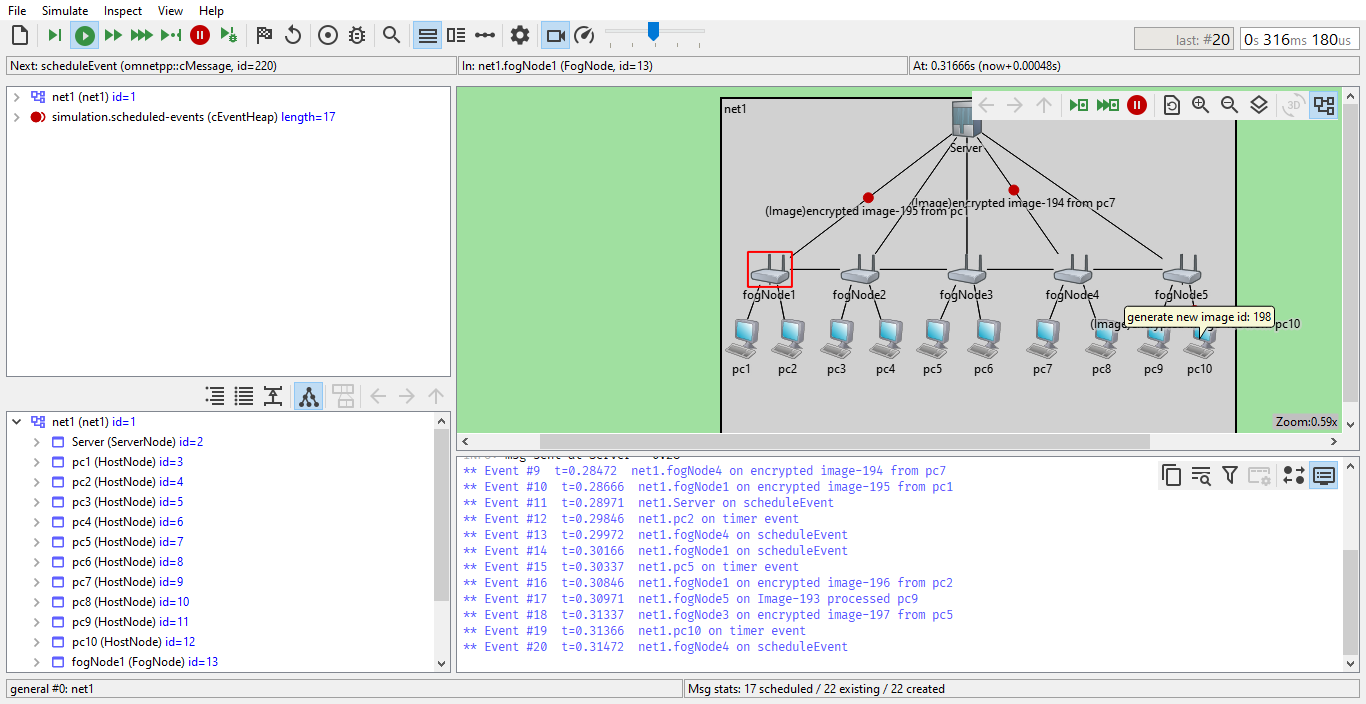 File Simulate Inspect View Help
last: #20 0s 316ms 180us
Next: scheduleEvent (omnetpp::cMessage, id=220) In: net1.fogNode1 (FogNode, id=13) At: 0.31666s (now+0.00048s)
net1 (net1) id=1
simulation.scheduled-events (cEventHeap) length=17
net1
3D
Server
(Image)encrypted image-195 from pc1
(Image)encrypted image-194 from pc7
fogNode1 fogNode2 fogNode3 fogNode4 fogNode5
generate new image id: 198
(Image) pc10
pc1 pc2 pc3 pc4 pc5 pc6 pc7 pc8 pc9 pc10
Zoom:0.59x
net1 (net1) id=1
Server (ServerNode) id=2
pc1 (HostNode) id=3
pc2 (HostNode) id=4
pc3 (HostNode) id=5
pc4 (HostNode) id=6
pc5 (HostNode) id=7
pc6 (HostNode) id=8
pc7 (HostNode) id=9
pc8 (HostNode) id=10
pc9 (HostNode) id=11
pc10 (HostNode) id=12
fogNode1 (FogNode) id=13
** Event #9 t=0.28472 net1.fogNode4 on encrypted image-194 from pc7
** Event #10 t=0.28666 net1.fogNode1 on encrypted image-195 from pc1
** Event #11 t=0.28971 net1.Server on scheduleEvent
** Event #12 t=0.29846 net1.pc2 on timer event
** Event #13 t=0.29972 net1.fogNode4 on scheduleEvent
** Event #14 t=0.30166 net1.fogNode1 on scheduleEvent
** Event #15 t=0.30337 net1.pc5 on timer event
** Event #16 t=0.30846 net1.fogNode1 on encrypted image-196 from pc2
** Event #17 t=0.30971 net1.fogNode5 on Image-193 processed pc9
** Event #18 t=0.31337 net1.fogNode3 on encrypted image-197 from pc5
** Event #19 t=0.31366 net1.pc10 on timer event
** Event #20 t=0.31472 net1.fogNode4 on scheduleEvent
general #0: net1 Msg stats: 17 scheduled / 22 existing / 22 created